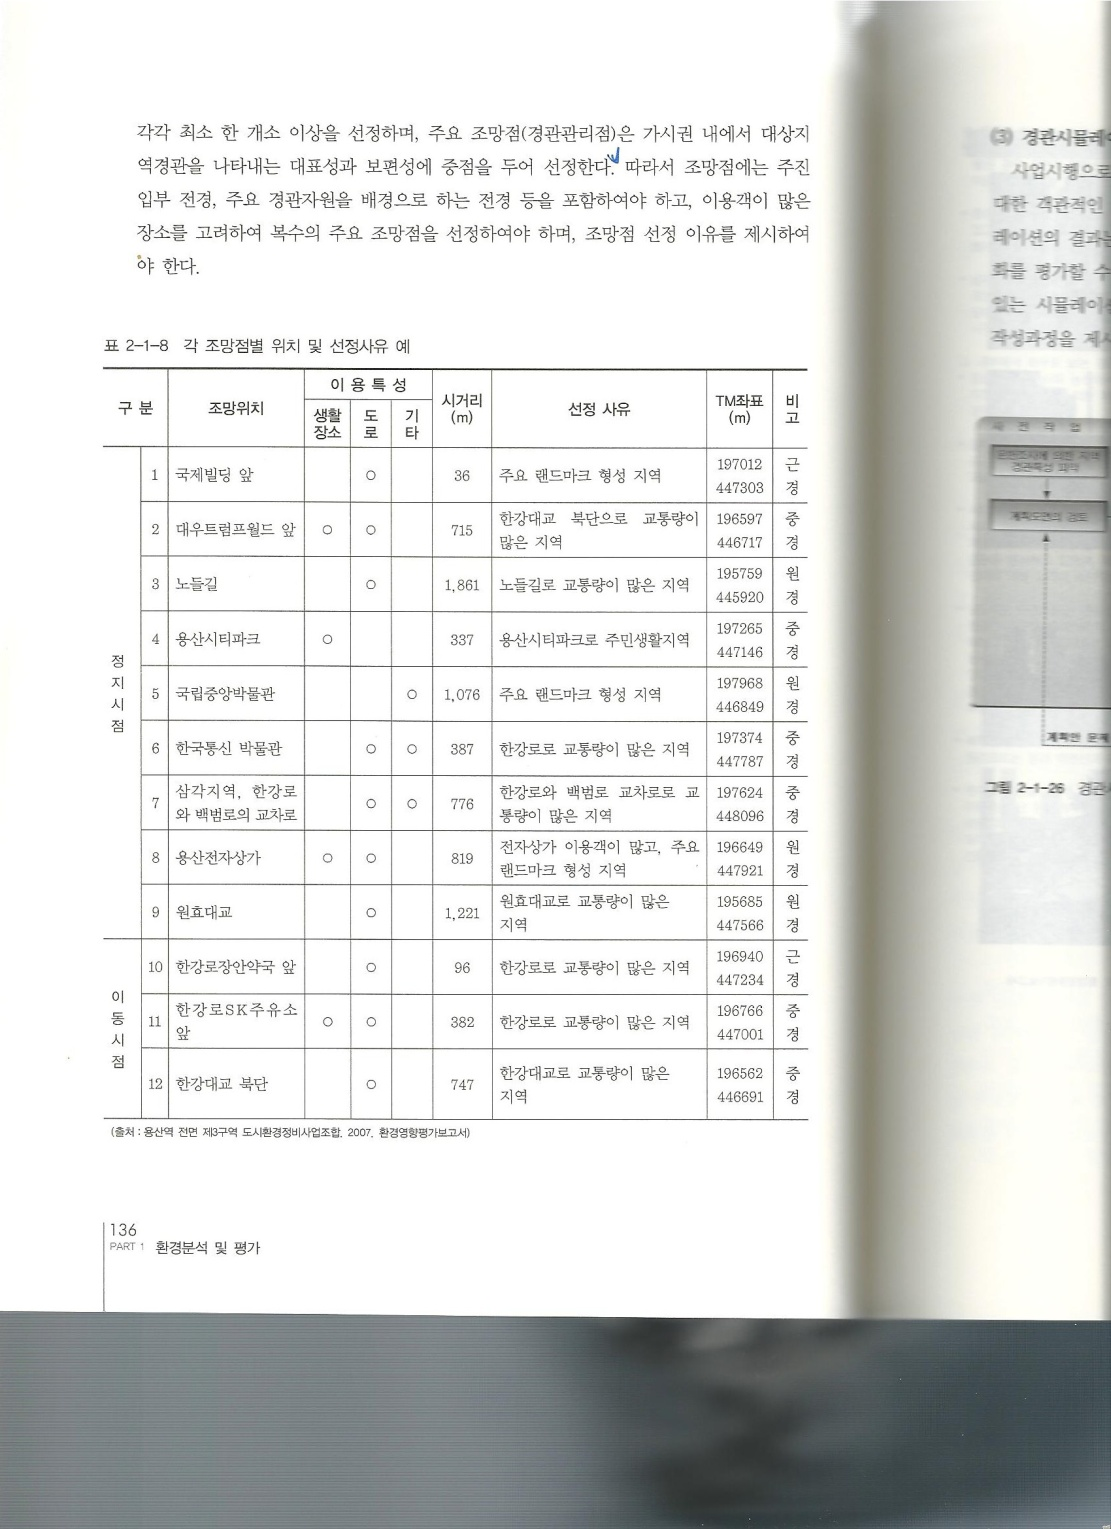 각각 최소 한 개소 이상을 선정하며, 주요 조망점(경관관리점)은 가시권 내에서 대상지
역경관을 나타내는 대표성과 보편성에 중점을 두어 선정한다. 따라서 조망점에는 주진
입부 전경, 주요 경관자원을 배경으로 하는 전경 등을 포함하여야 하고, 이용객이 많은
장소를 고려하여 복수의 주요 조망점을 선정하여야 하며, 조망점 선정 이유를 제시하여
야 한다.
표 2-1-8 각 조망점별 위치 및 선정사유 예
구 분 조망위치 이 용 특 성 시거리 (m) 선정 사유 TM좌표 (m) 비고
생활장소 도로 기타
정지시점
1 국제빌딩 앞 ○ 36 주요 랜드마크 형성 지역 197012 447303 근경
2 대우트럼프월드 앞 ○ ○ 715 한강대교 북단으로 교통량이 많은 지역 196597 446717 중경
3 노들길 ○ 1,861 노들길로 교통량이 많은 지역 195759 445920 원경
4 용산시티파크 ○ 337 용산시티파크로 주민생활지역 197265 447146 중경
5 국립중앙박물관 ○ 1,076 주요 랜드마크 형성 지역 197968 446849 원경
6 한국통신 박물관 ○ ○ 387 한강로로 교통량이 많은 지역 197374 447787 중경
7 삼각지역, 한강로와 백범로의 교차로 ○ ○ 776 한강로와 백범로 교차로로 교통량이 많은 지역 197624 448096 중경
8 용산전자상가 ○ ○ 819 전자상가 이용객이 많고, 주요 랜드마크 형성 지역 196649 447921 원경
9 원효대교 ○ 1,221 원효대교로 교통량이 많은 지역 195685 447566 원경
이동시점
10 한강로장안약국 앞 ○ 96 한강로로 교통량이 많은 지역 196940 447234 근경
11 한강로SK주유소 앞 ○ ○ 382 한강로로 교통량이 많은 지역 196766 447001 중경
12 한강대교 북단 ○ 747 한강대교로 교통량이 많은 지역 196562 446691 중경
(출처 : 용산역 전면 제3구역 도시환경정비사업조합, 2007, 환경영향평가보고서)
136
PART 1 환경분석 및 평가
(3) 경관시뮬레이
사업시행으로
대한 객관적인
레이션의 결과는
화를 평가할 수
있는 시뮬레이션
작성과정을 제시
사 전 작 업
계획도면의 검토
계획안 문제
그림 2-1-26 경관시